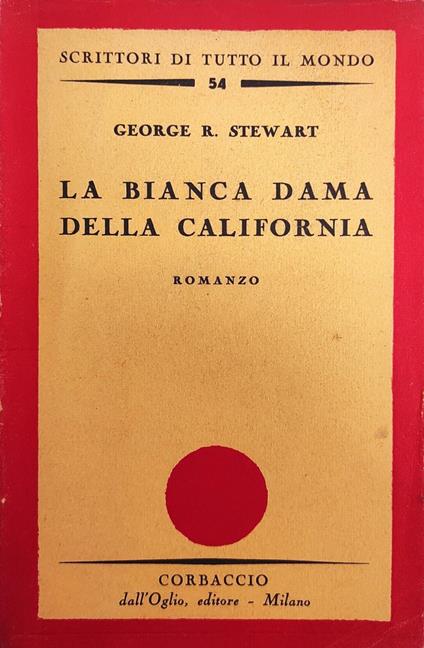 SCRITTORI DI TUTTO IL MONDO
54
GEORGE R. STEWART
LA BIANCA DAMA
DELLA CALIFORNIA
ROMANZO
CORBACCIO
dall'Oglio, editore - Milano